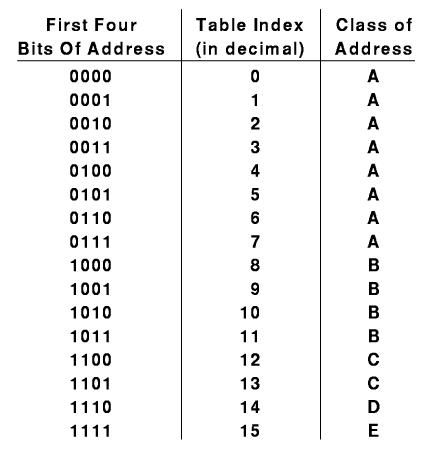 First Four Table Index Class of
Bits Of Address (in decimal) Address
0000 0 A
0001 1 A
0010 2 A
0011 3 A
0100 4 A
0101 5 A
0110 6 A
0111 7 A
1000 8 B
1001 9 B
1010 10 B
1011 11 B
1100 12 C
1101 13 C
1110 14 D
1111 15 E